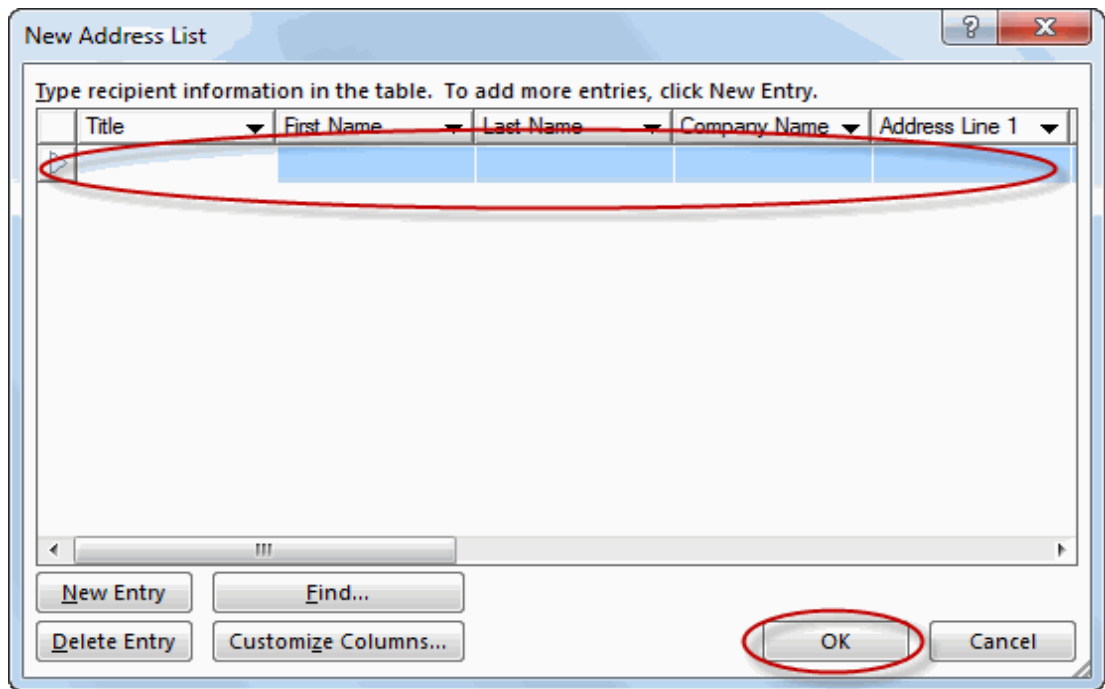 New Address List
Type recipient information in the table. To add more entries, click New Entry.
Title First Name Last Name Company Name Address Line 1
New Entry Find...
Delete Entry Customize Columns... OK Cancel